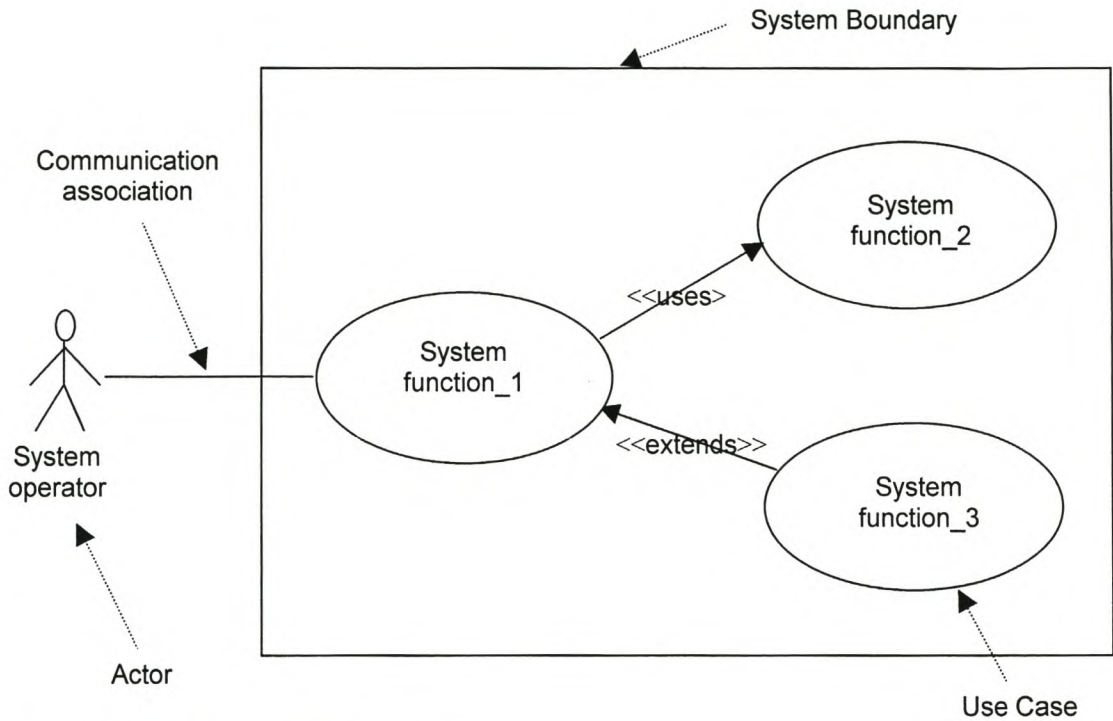 System Boundary
Communication
association
System
function_2
<<uses>
System
function_1
<<extends>>
System
operator
System
function_3
Actor
Use Case